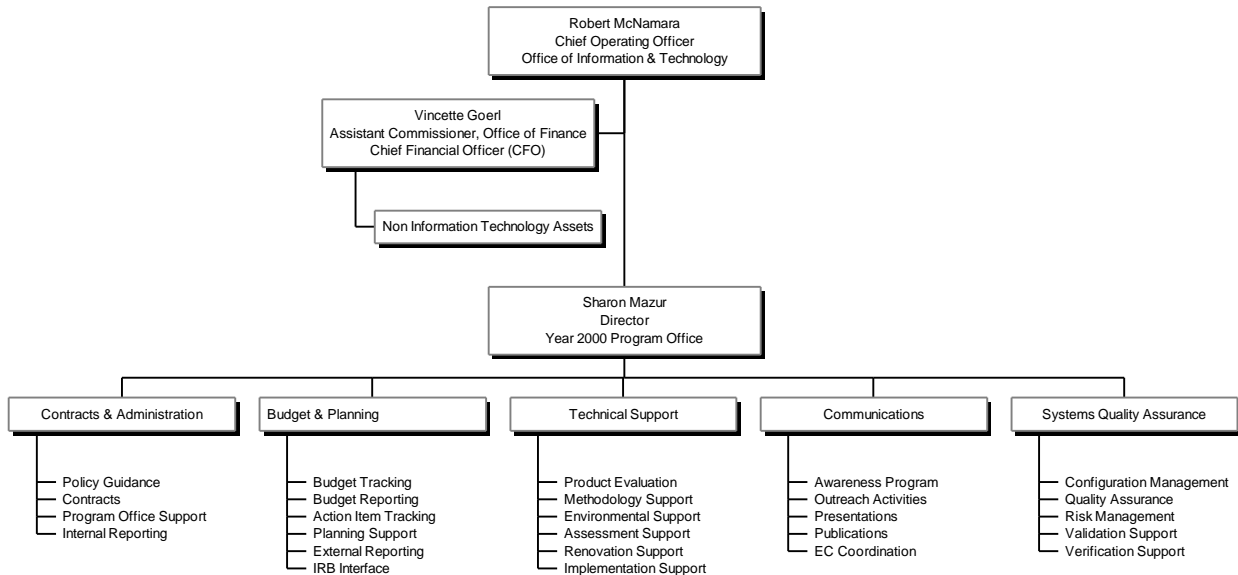 Robert McNamara
Chief Operating Officer
Office of Information & Technology
Vincette Goerl
Assistant Commissioner, Office of Finance
Chief Financial Officer (CFO)
Non Information Technology Assets
Sharon Mazur
Director
Year 2000 Program Office
Contracts & Administration
Policy Guidance
Contracts
Program Office Support
Internal Reporting
Budget & Planning
Budget Tracking
Budget Reporting
Action Item Tracking
Planning Support
External Reporting
IRB Interface
Technical Support
Product Evaluation
Methodology Support
Environmental Support
Assessment Support
Renovation Support
Implementation Support
Communications
Awareness Program
Outreach Activities
Presentations
Publications
EC Coordination
Systems Quality Assurance
Configuration Management
Quality Assurance
Risk Management
Validation Support
Verification Support